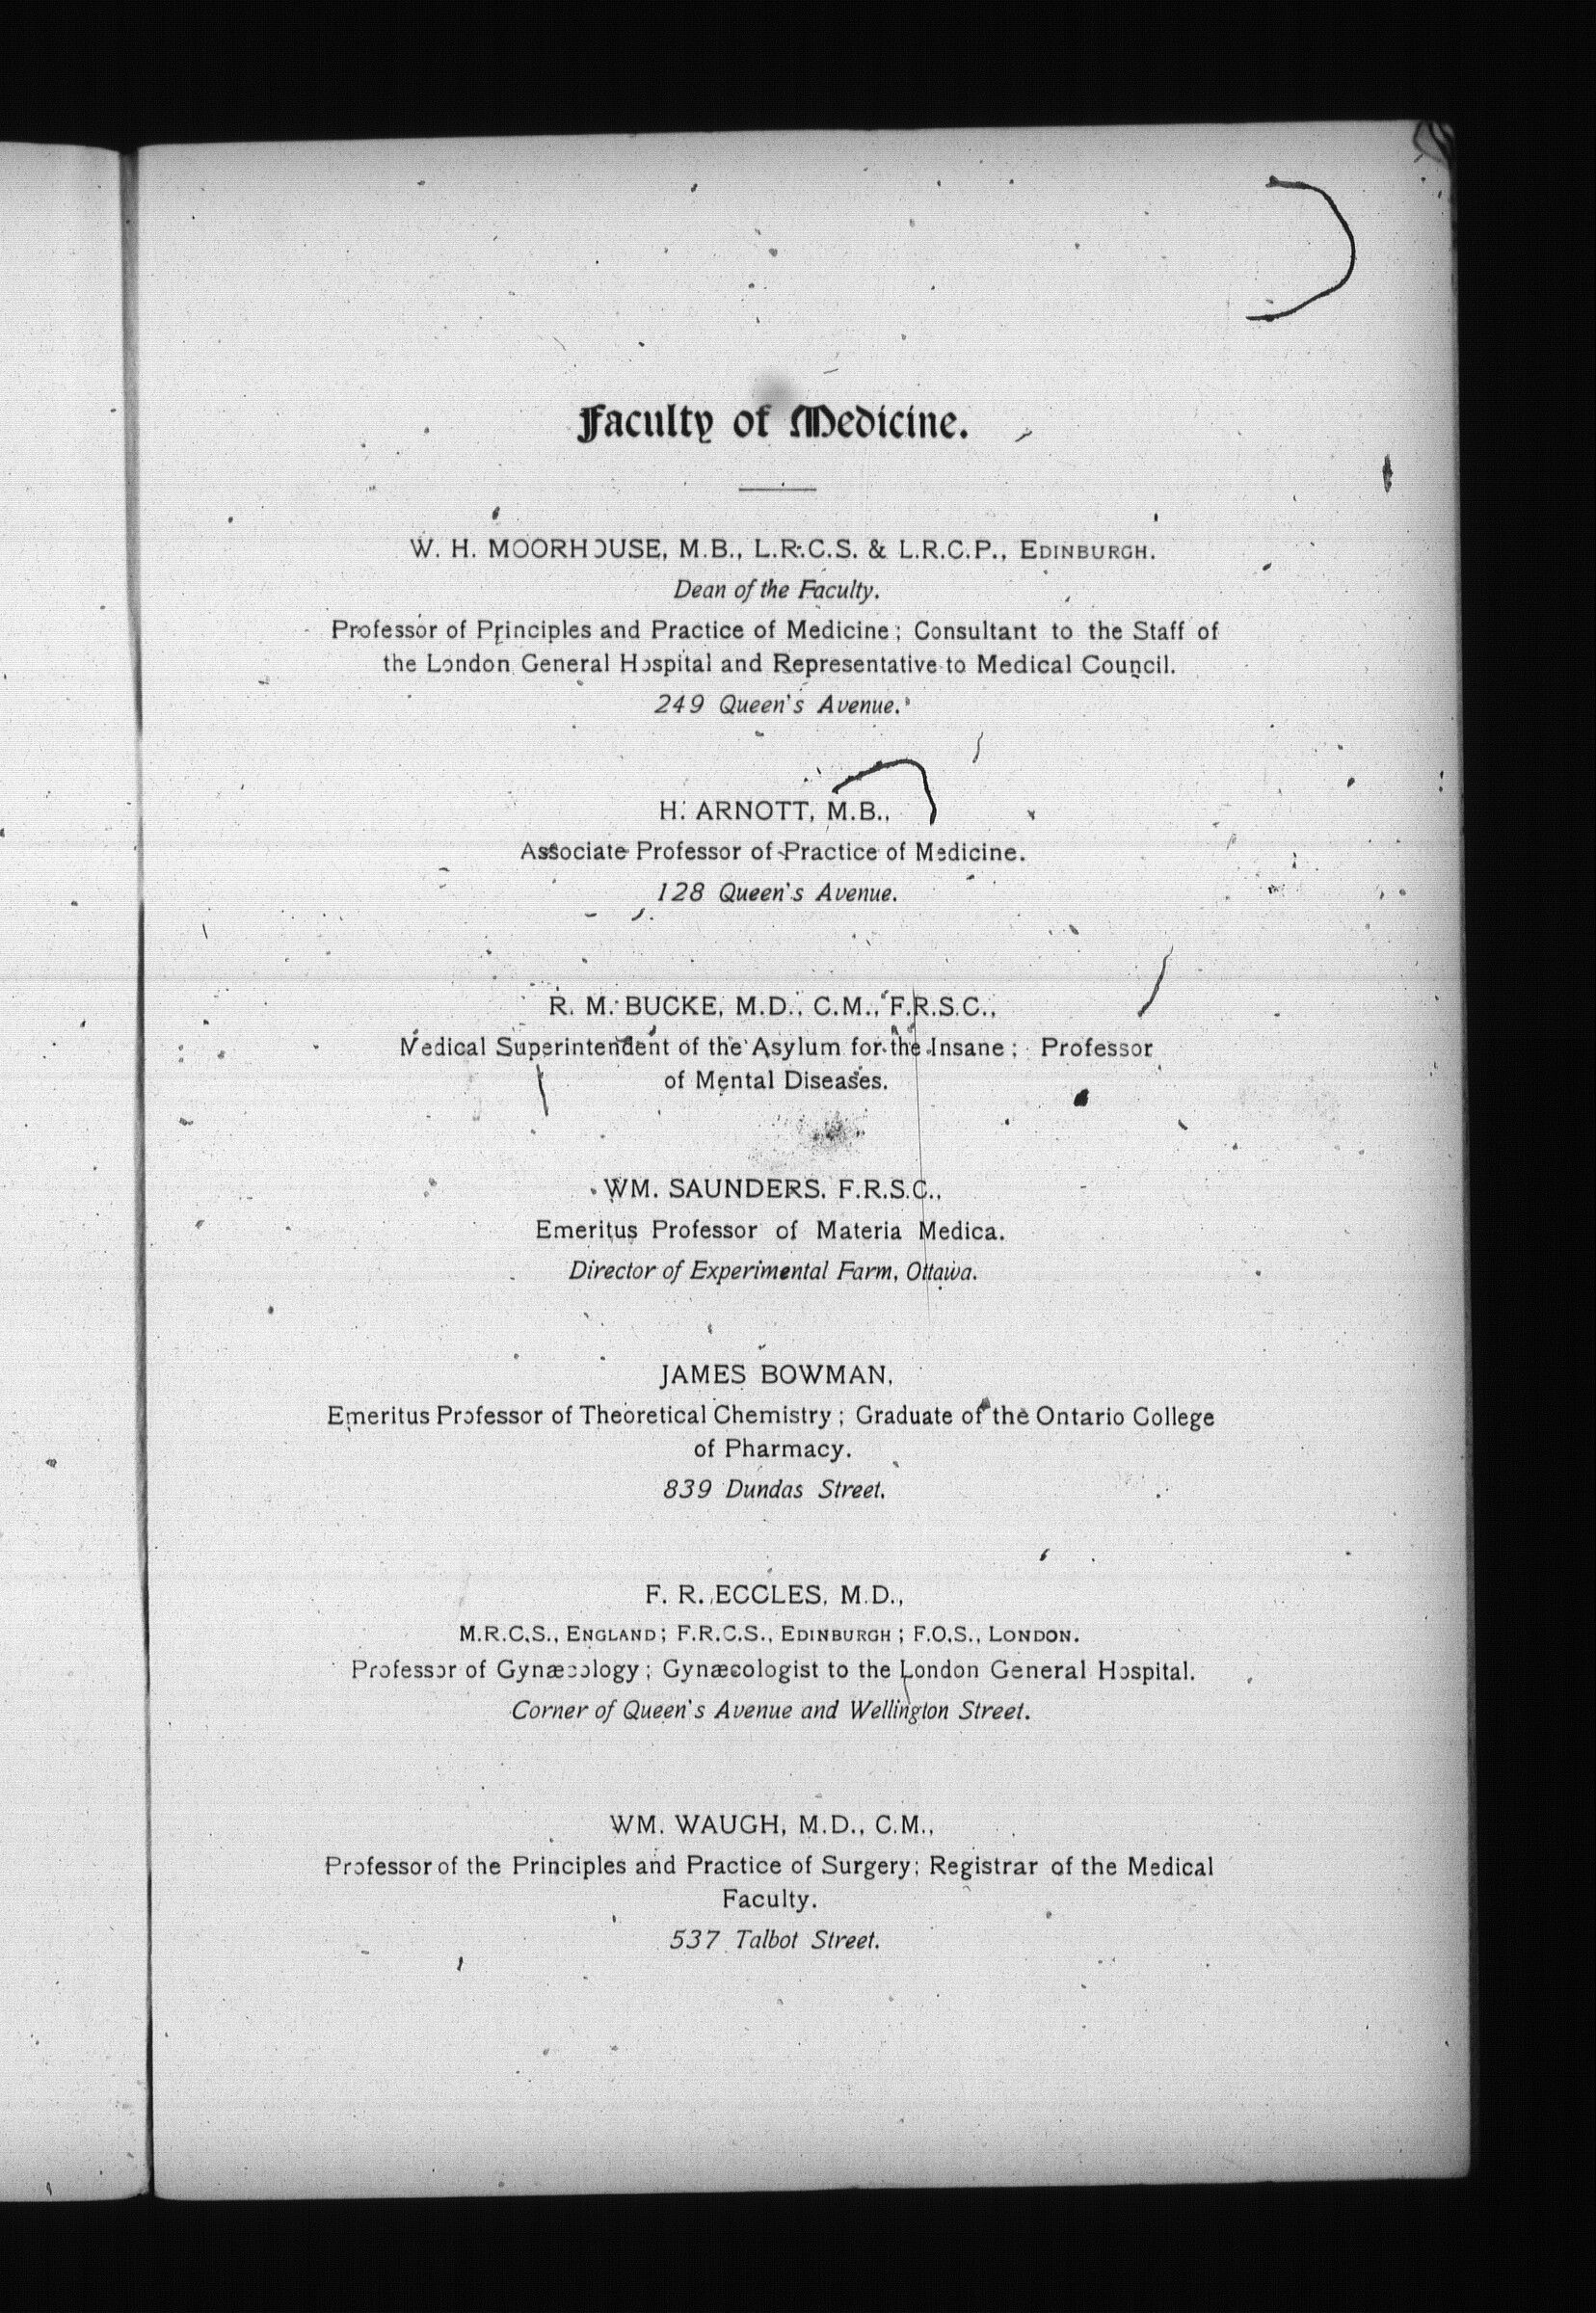 Faculty of Medicine.
W. H. MOORHOUSE, M.B., L.R.C.S. & L.R.C.P., EDINBURGH.
Dean of the Faculty.
Professor of Principles and Practice of Medicine; Consultant to the Staff of
the London General Hospital and Representative to Medical Council.
249 Queen's Avenue.
H. ARNOTT, M.B.,
Associate Professor of Practice of Medicine.
128 Queen's Avenue.
R. M. BUCKE, M.D., C.M., F.R.S.C.,
Medical Superintendent of the Asylum for the Insane; Professor
of Mental Diseases.
WM. SAUNDERS, F.R.S.C.,
Emeritus Professor of Materia Medica.
Director of Experimental Farm, Ottawa.
JAMES BOWMAN,
Emeritus Professor of Theoretical Chemistry; Graduate of the Ontario College
of Pharmacy.
839 Dundas Street.
F. R. ECCLES, M.D.,
M.R.C.S., ENGLAND; F.R.C.S., EDINBURGH; F.O.S., LONDON.
Professor of Gynæcology; Gynæcologist to the London General Hospital.
Corner of Queen's Avenue and Wellington Street.
WM. WAUGH, M.D., C.M.,
Professor of the Principles and Practice of Surgery; Registrar of the Medical
Faculty.
537 Talbot Street.